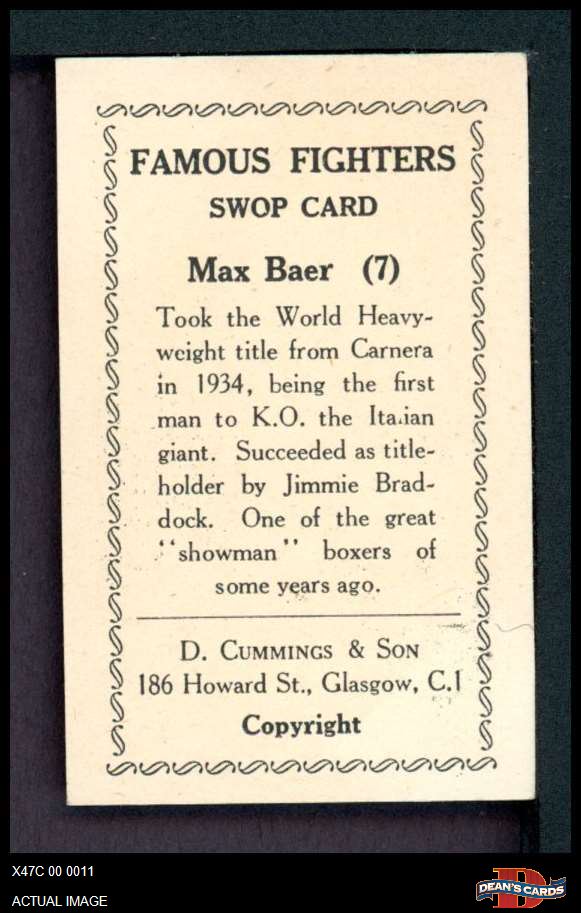 FAMOUS FIGHTERS
SWOP CARD
Max Baer (7)
Took the World Heavy-
weight title from Carnera
in 1934, being the first
man to K.O. the Italian
giant. Succeeded as title-
holder by Jimmie Brad-
dock. One of the great
"showman" boxers of
some years ago.
D. CUMMINGS & SON
186 Howard St., Glasgow, C.1
Copyright
X47C 00 0011
ACTUAL IMAGE
D
DEAN'S CARDS